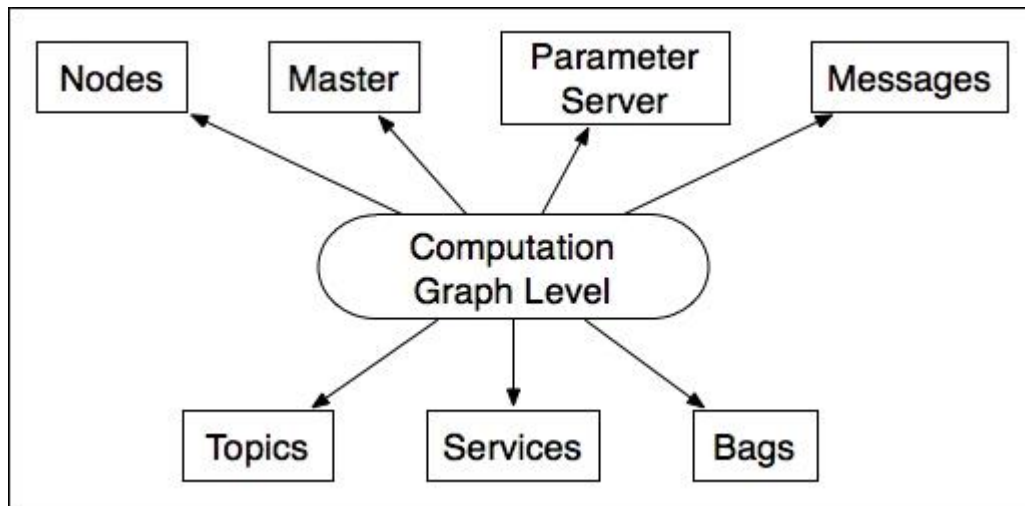 Nodes
Master
Parameter
Server
Messages
Computation
Graph Level
Topics
Services
Bags